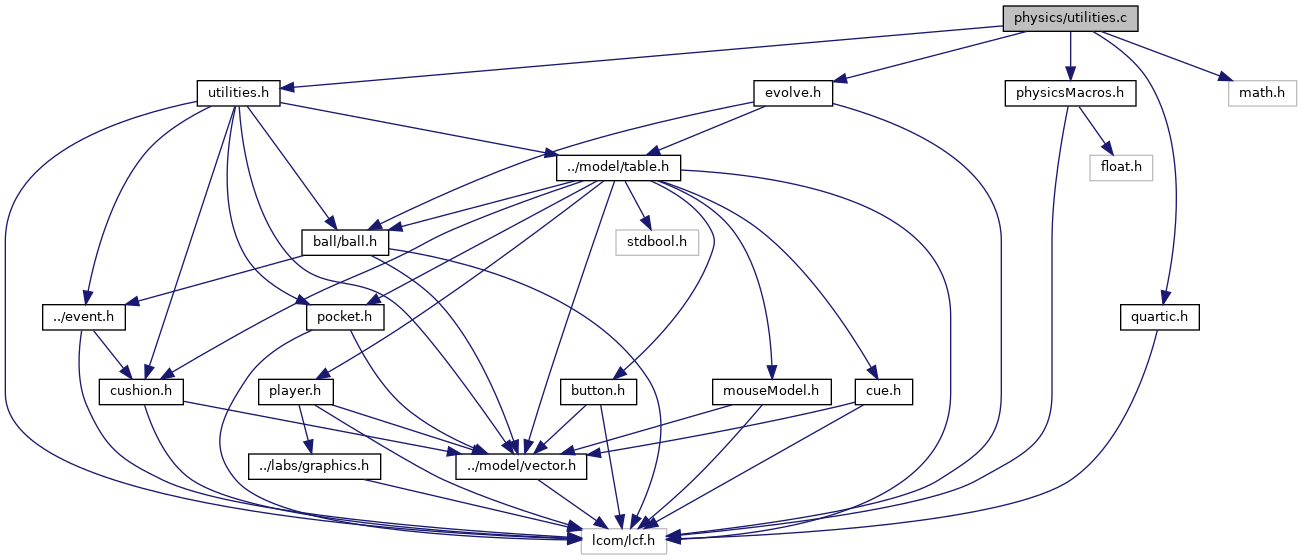 physics/utilities.c
utilities.h
evolve.h
physicsMacros.h
math.h
../model/table.h
float.h
ball/ball.h
stdbool.h
../event.h
pocket.h
quartic.h
cushion.h
player.h
button.h
mouseModel.h
cue.h
../labs/graphics.h
../model/vector.h
lcom/lcf.h